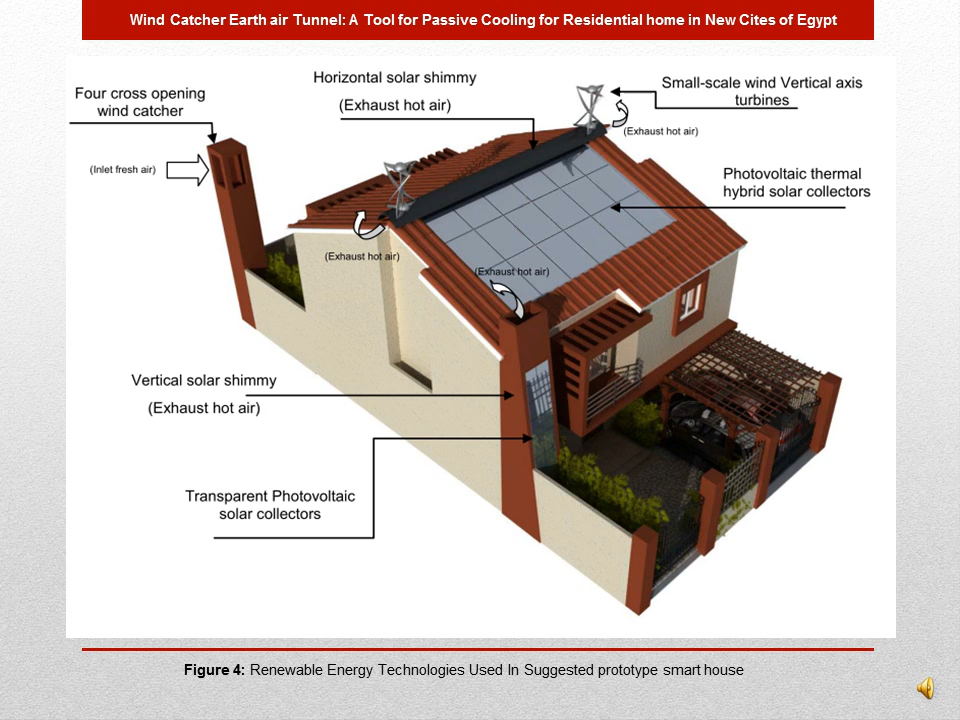 Wind Catcher Earth air Tunnel: A Tool for Passive Cooling for Residential home in New Cites of Egypt
Horizontal solar shimmy
(Exhaust hot air)
Four cross opening
wind catcher
(Inlet fresh air)
Small-scale wind Vertical axis
turbines
(Exhaust hot air)
Photovoltaic thermal
hybrid solar collectors
(Exhaust hot air)
(Exhaust hot air)
Vertical solar shimmy
(Exhaust hot air)
Transparent Photovoltaic
solar collectors
Figure 4: Renewable Energy Technologies Used In Suggested prototype smart house